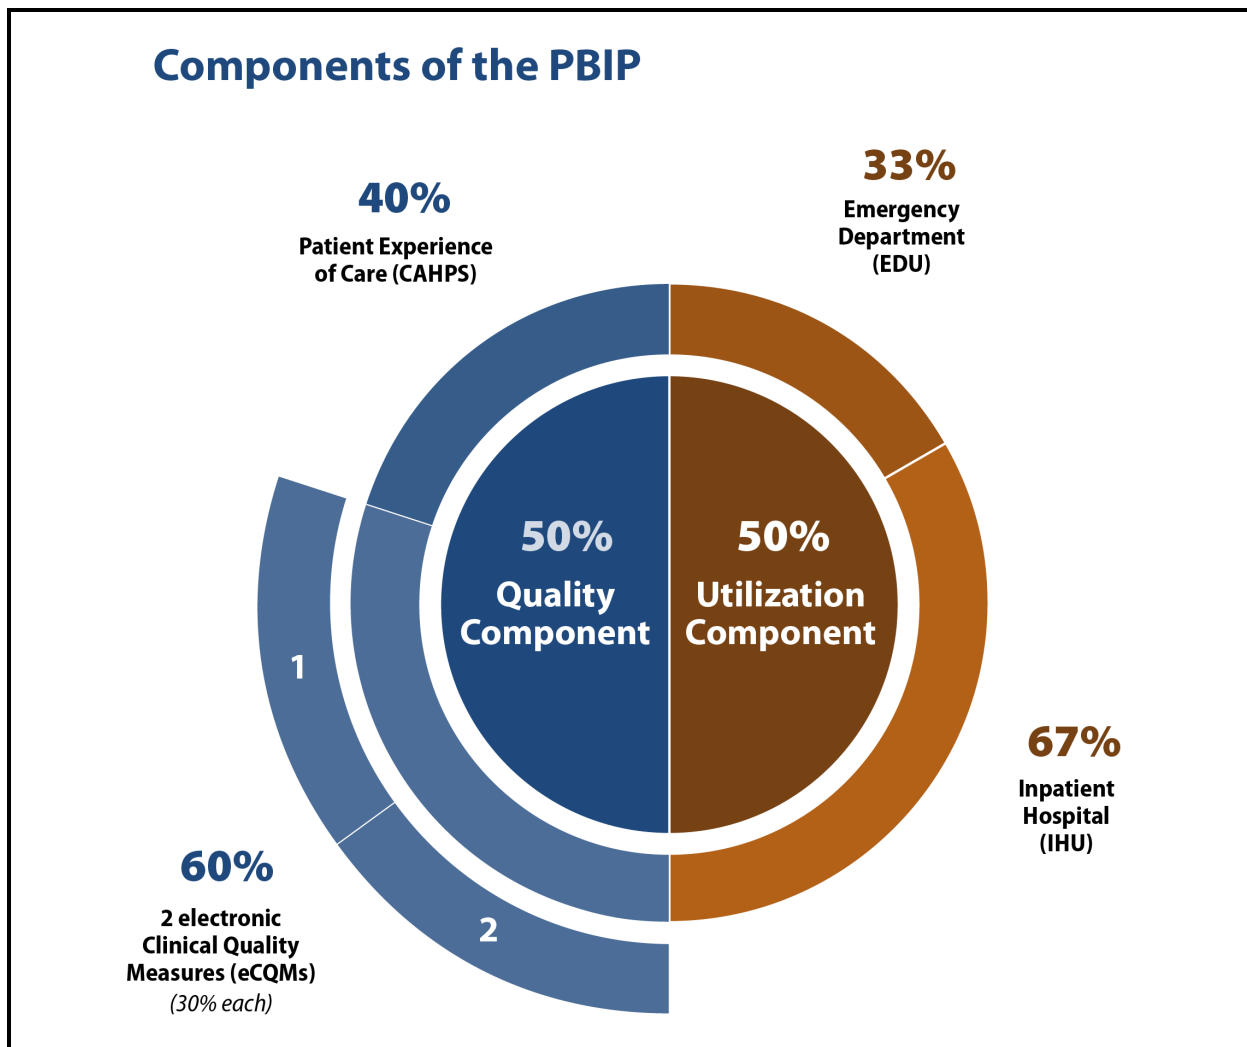 Components of the PBIP
40%
Patient Experience
of Care (CAHPS)
33%
Emergency
Department
(EDU)
50%
Quality
Component
50%
Utilization
Component
1
2
67%
Inpatient
Hospital
(IHU)
60%
2 electronic
Clinical Quality
Measures (eCQMs)
(30% each)